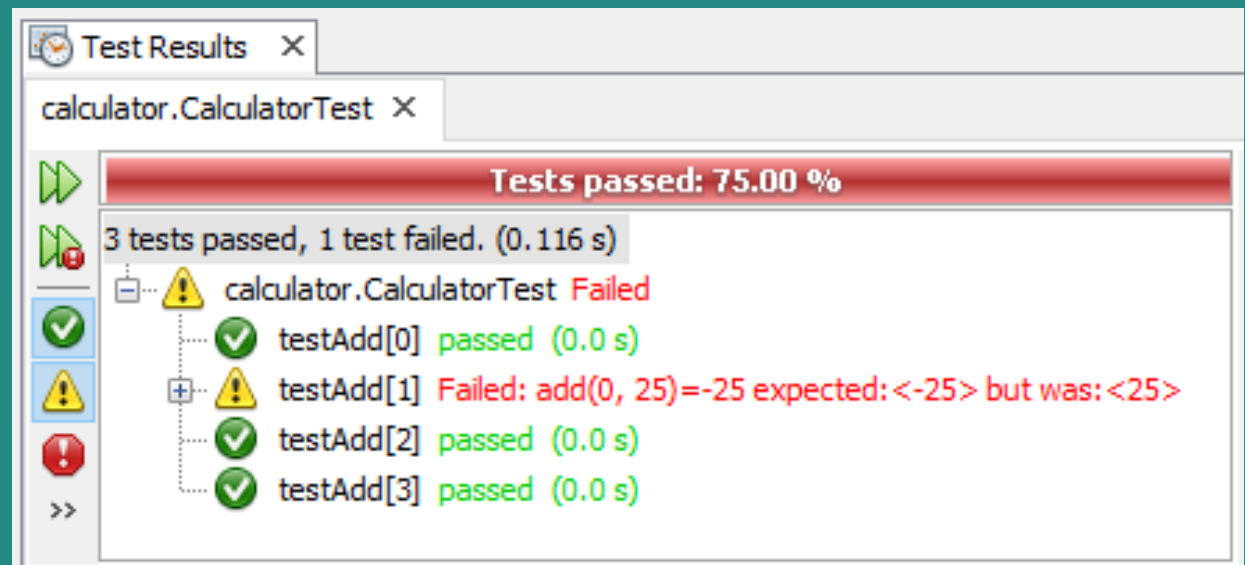 Test Results
calculator.CalculatorTest
Tests passed: 75.00 %
3 tests passed, 1 test failed. (0.116 s)
calculator.CalculatorTest Failed
testAdd[0] passed (0.0 s)
testAdd[1] Failed: add(0, 25)=-25 expected:<-25> but was:<25>
testAdd[2] passed (0.0 s)
testAdd[3] passed (0.0 s)